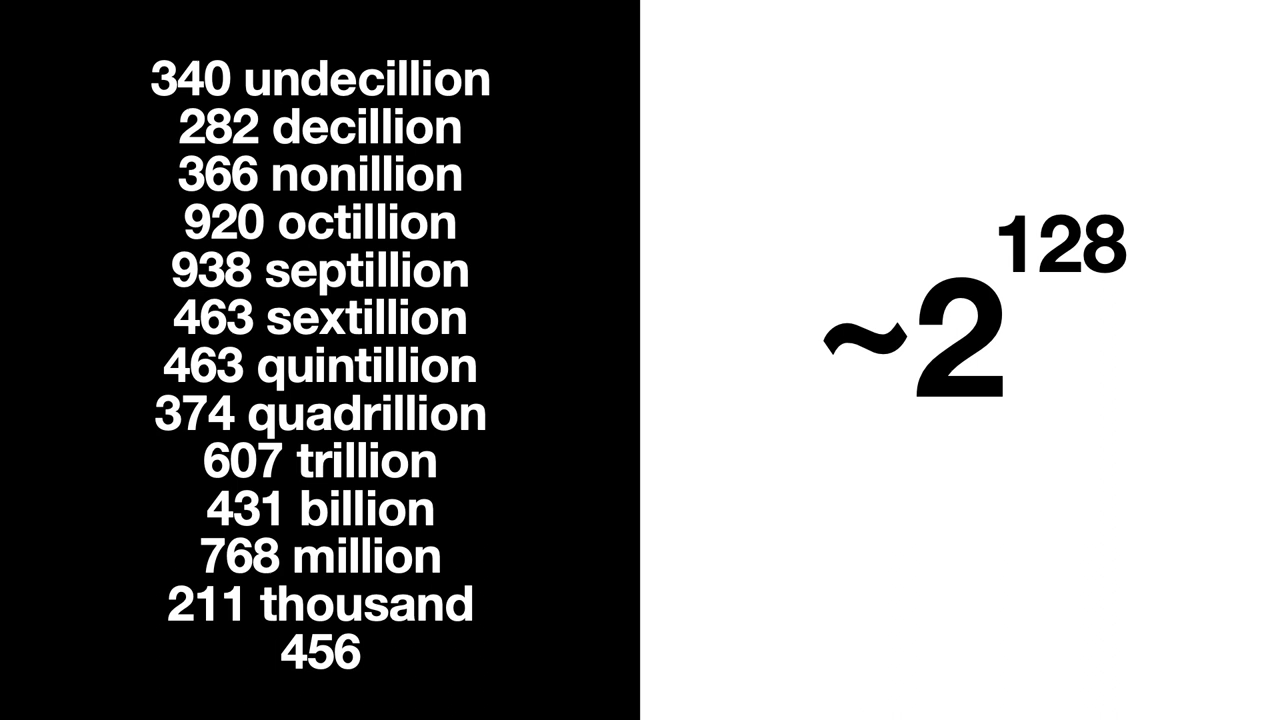 340 undecillion
282 decillion
366 nonillion
920 octillion
938 septillion
463 sextillion
463 quintillion
374 quadrillion
607 trillion
431 billion
768 million
211 thousand
456
~2^128